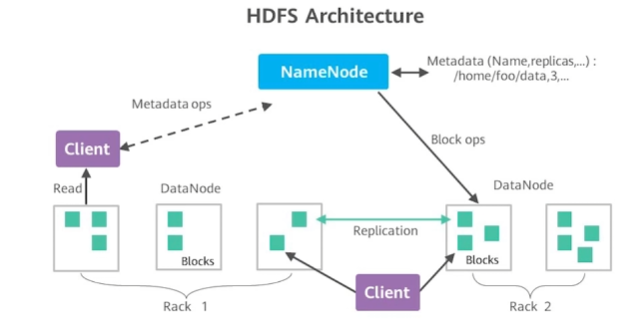 HDFS Architecture
NameNode
Metadata (Name,replicas,...) :
/home/foo/data,3,...
Metadata ops
Client
Block ops
Read
DataNode
DataNode
Replication
Blocks
Blocks
Client
Rack 1
Rack 2